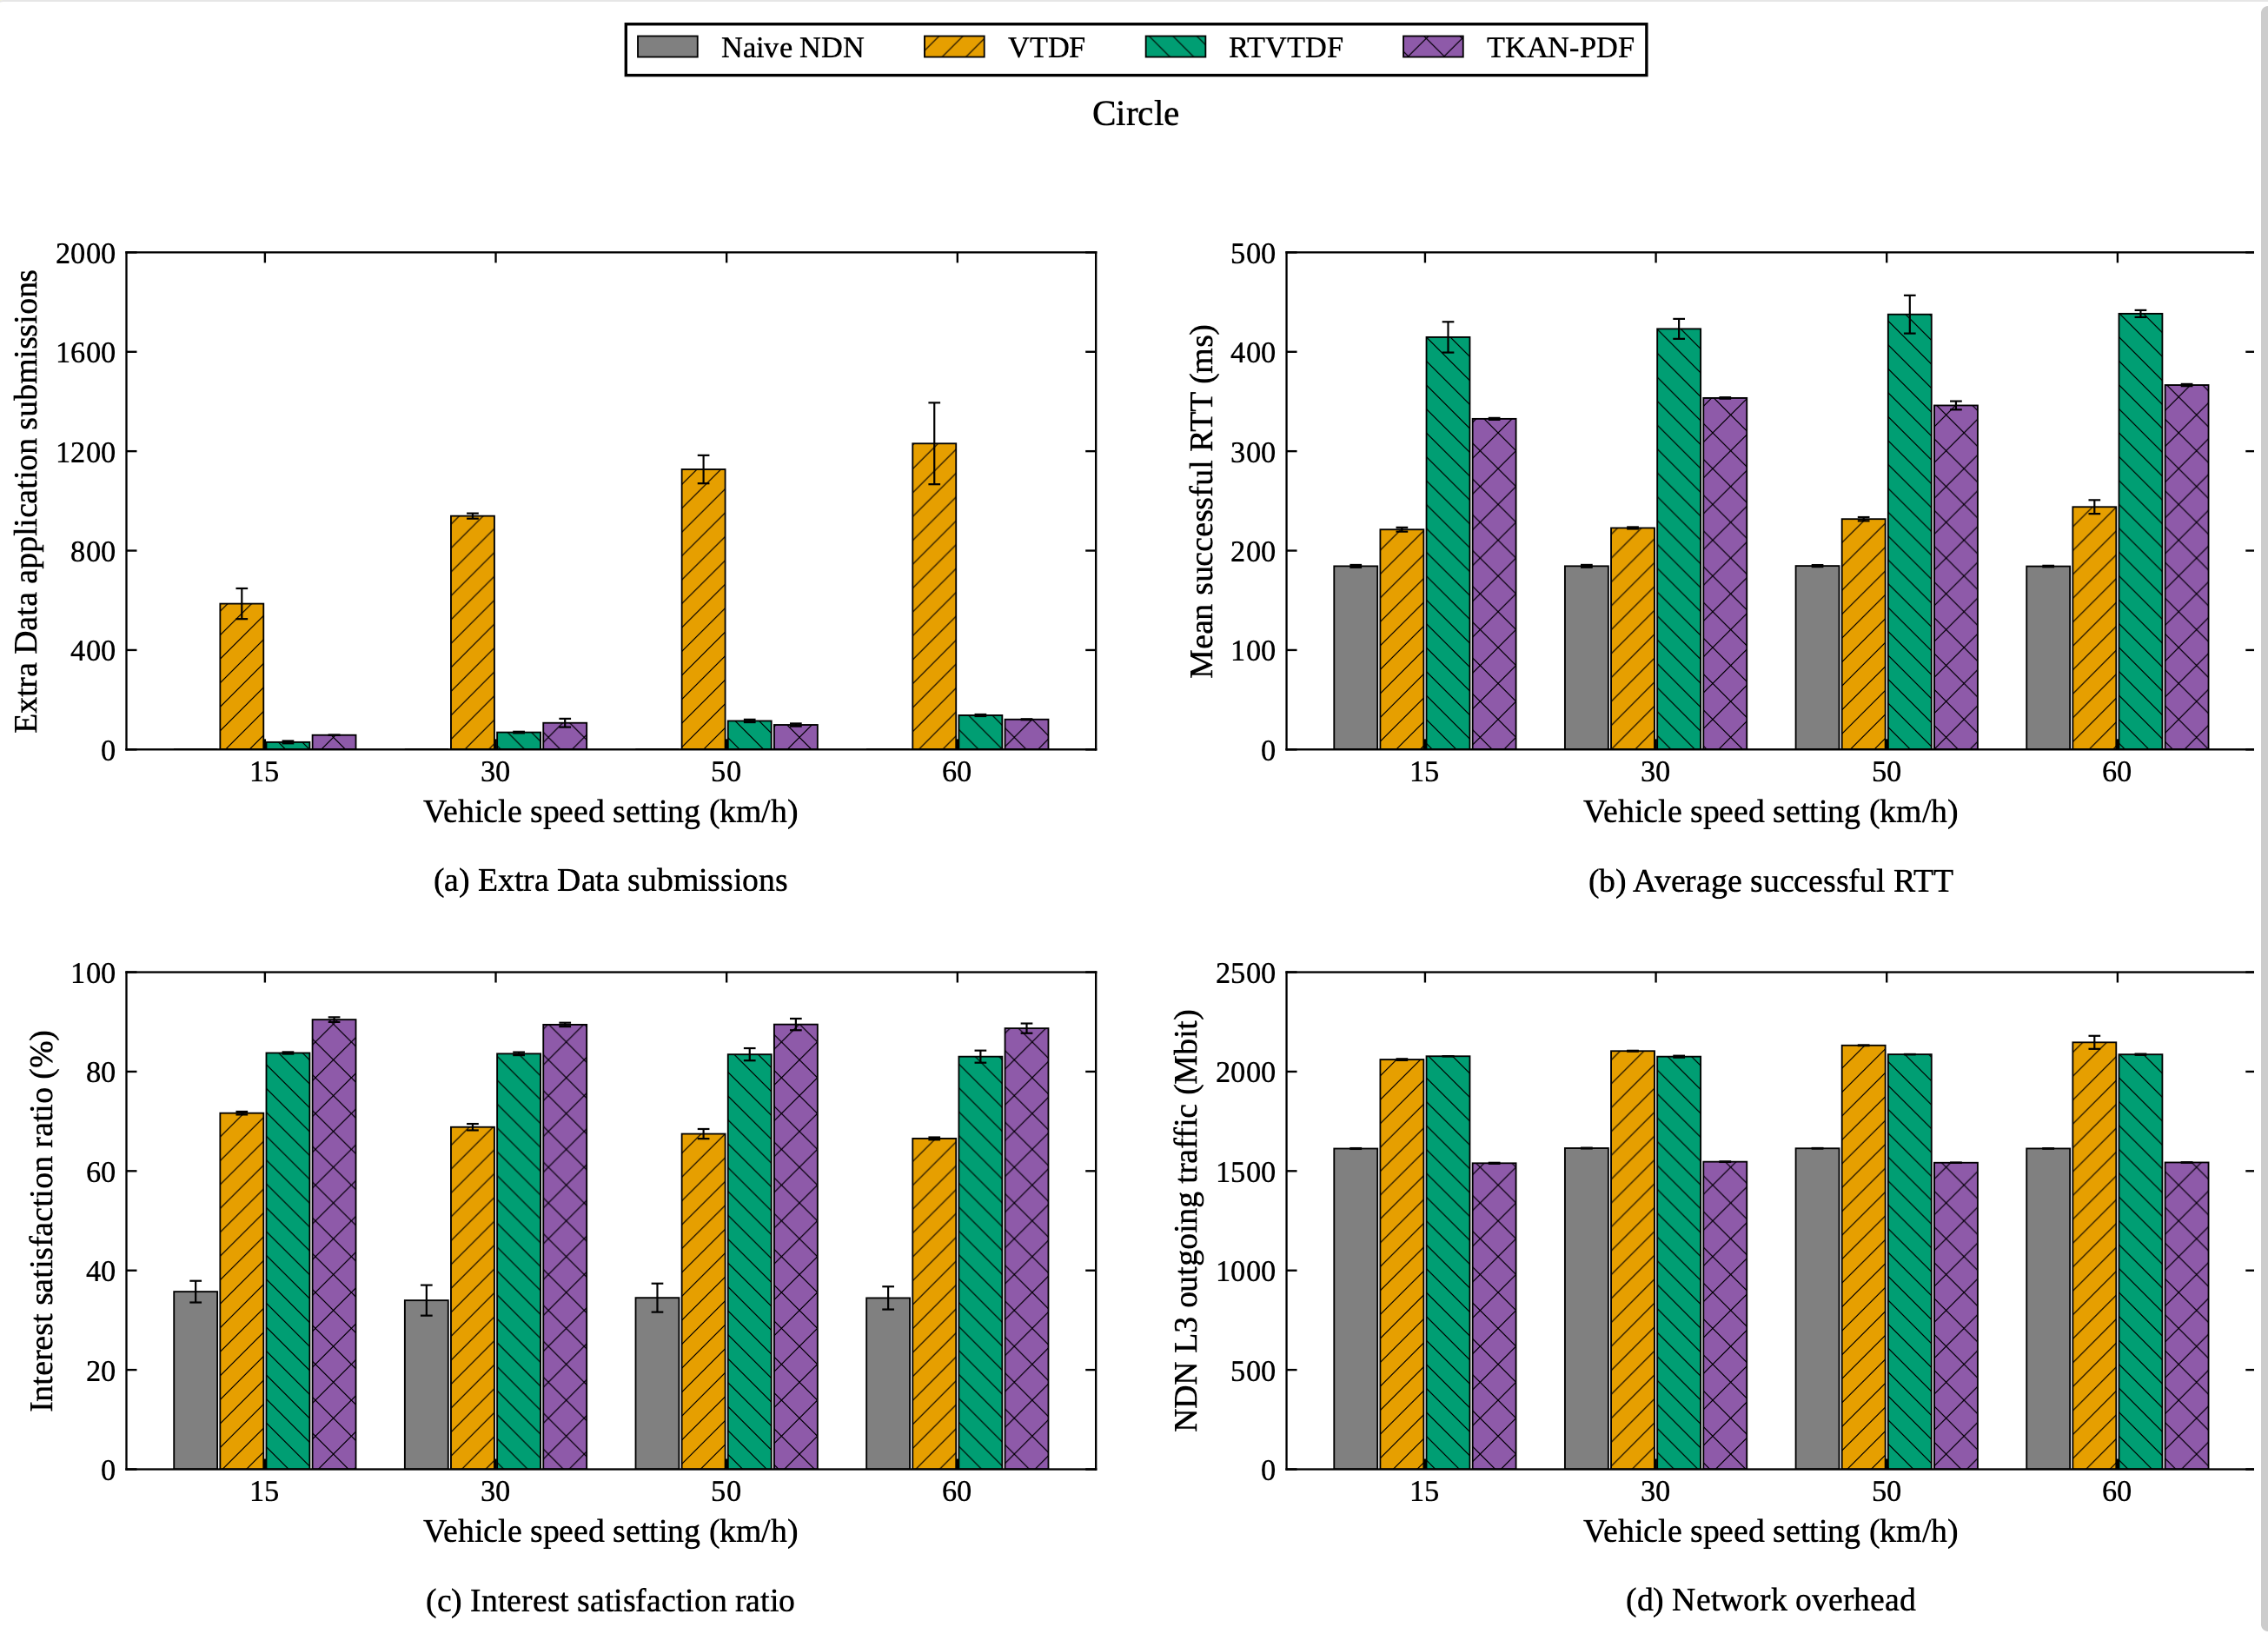 Naive NDN VTDF RTVTDF TKAN-PDF
Circle
Extra Data application submissions
2000
1600
1200
800
400
0
15 30 50 60
Vehicle speed setting (km/h)
(a) Extra Data submissions
Mean successful RTT (ms)
500
400
300
200
100
0
15 30 50 60
Vehicle speed setting (km/h)
(b) Average successful RTT
Interest satisfaction ratio (%)
100
80
60
40
20
0
15 30 50 60
Vehicle speed setting (km/h)
(c) Interest satisfaction ratio
NDN L3 outgoing traffic (Mbit)
2500
2000
1500
1000
500
0
15 30 50 60
Vehicle speed setting (km/h)
(d) Network overhead